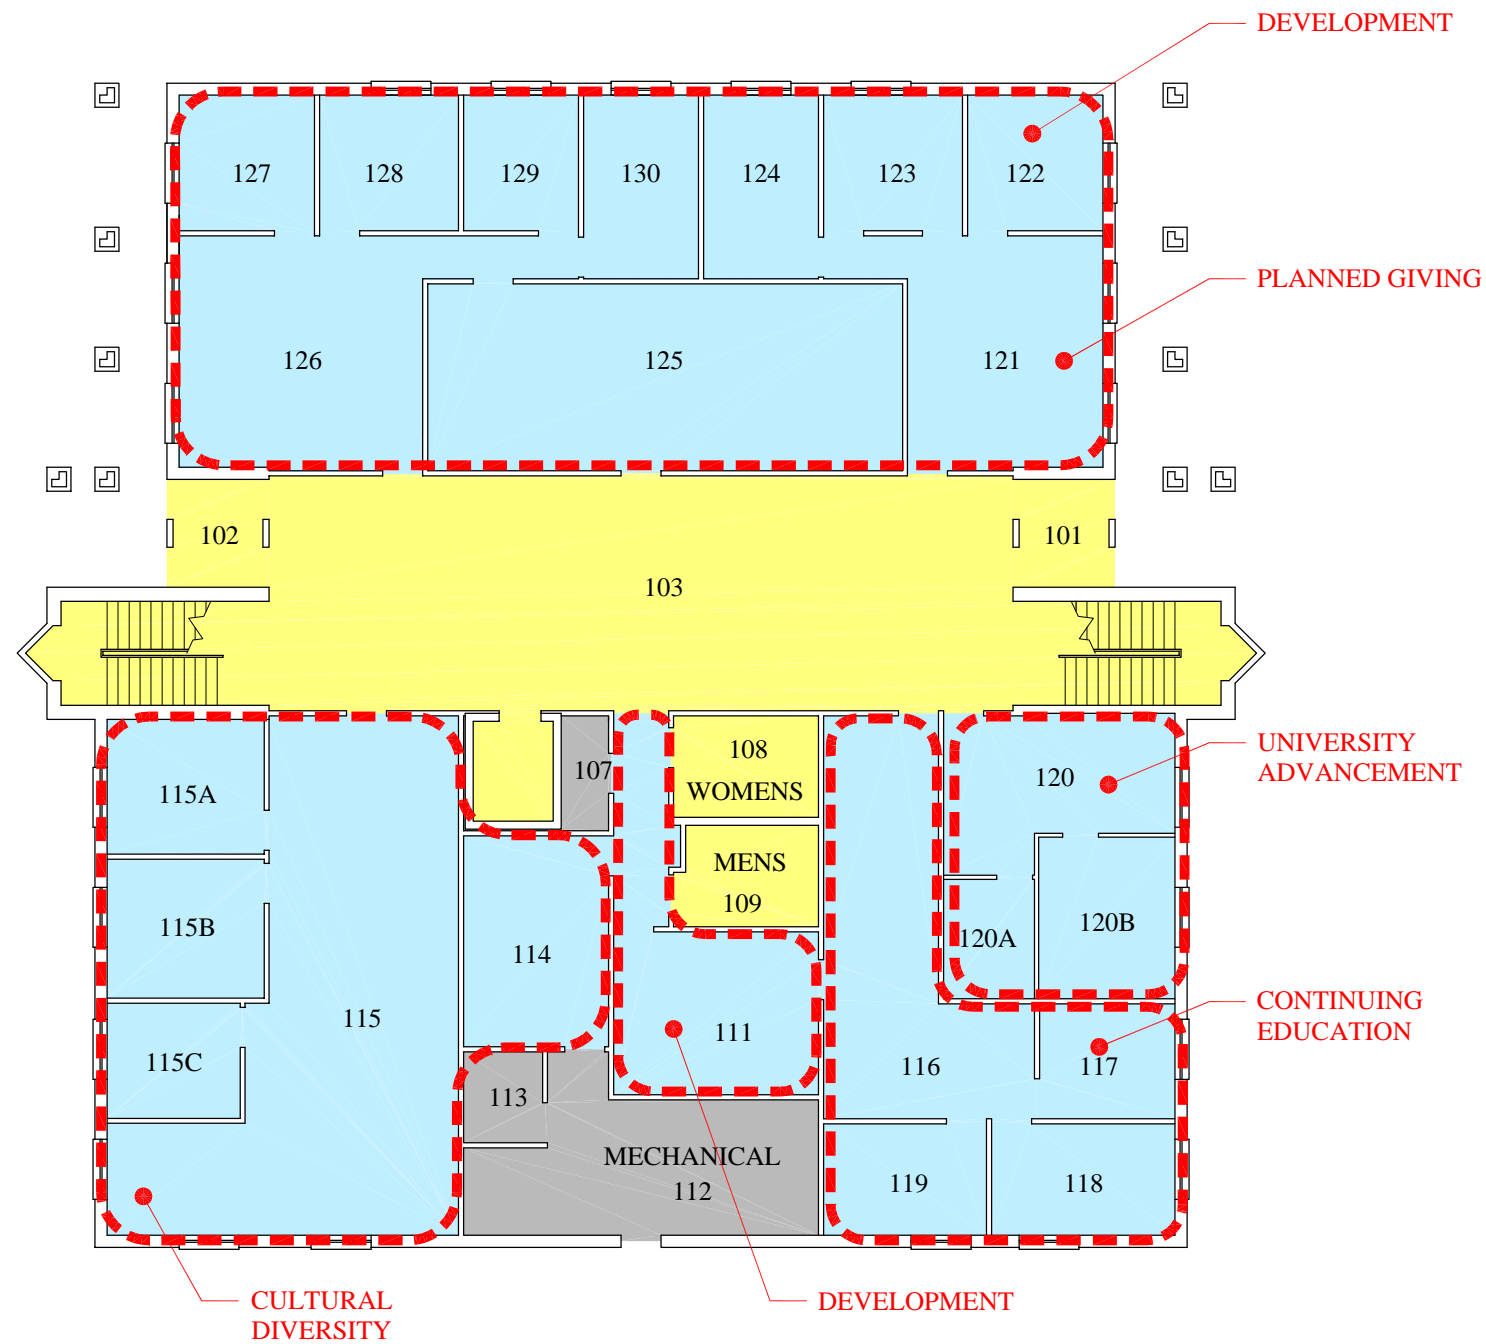 DEVELOPMENT
127
128
129
130
124
123
122
PLANNED GIVING
126
125
121
102
101
103
UNIVERSITY
ADVANCEMENT
108
WOMENS
107
120
115A
MENS
109
115B
120B
120A
114
CONTINUING
EDUCATION
115
111
115C
116
117
113
MECHANICAL
112
119
118
CULTURAL
DIVERSITY
DEVELOPMENT